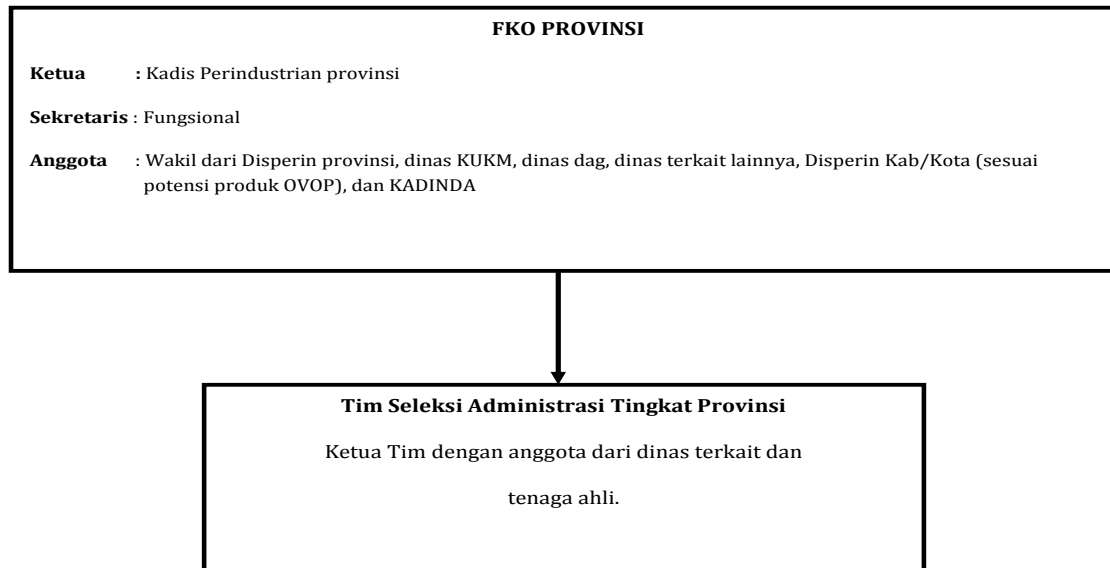 FKO PROVINSI
Ketua : Kadis Perindustrian provinsi
Sekretaris : Fungsional
Anggota : Wakil dari Disperin provinsi, dinas KUKM, dinas dag, dinas terkait lainnya, Disperin Kab/Kota (sesuai
potensi produk OVOP), dan KADINDA
Tim Seleksi Administrasi Tingkat Provinsi
Ketua Tim dengan anggota dari dinas terkait dan
tenaga ahli.